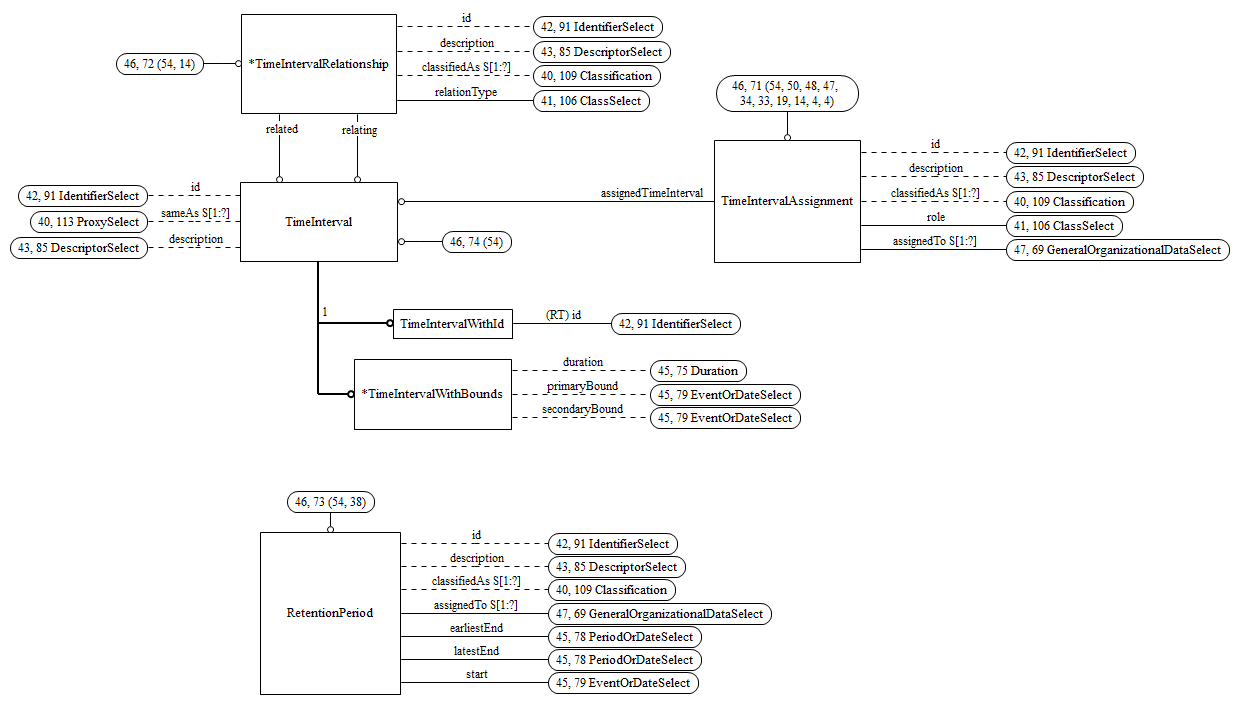 id
42, 91 IdentifierSelect
description
43, 85 DescriptorSelect
46, 72 (54, 14)
*TimeIntervalRelationship
classifiedAs S[1:?]
40, 109 Classification
relationType
41, 106 ClassSelect
related
relating
46, 71 (54, 50, 48, 47,
34, 33, 19, 14, 4, 4)
id
42, 91 IdentifierSelect
description
43, 85 DescriptorSelect
TimeIntervalAssignment
classifiedAs S[1:?]
40, 109 Classification
role
41, 106 ClassSelect
assignedTo S[1:?]
47, 69 GeneralOrganizationalDataSelect
assignedTimeInterval
42, 91 IdentifierSelect
id
40, 113 ProxySelect
sameAs S[1:?]
TimeInterval
43, 85 DescriptorSelect
description
46, 74 (54)
1
TimeIntervalWithId
(RT) id
42, 91 IdentifierSelect
*TimeIntervalWithBounds
duration
45, 75 Duration
primaryBound
45, 79 EventOrDateSelect
secondaryBound
45, 79 EventOrDateSelect
46, 73 (54, 38)
RetentionPeriod
id
42, 91 IdentifierSelect
description
43, 85 DescriptorSelect
classifiedAs S[1:?]
40, 109 Classification
assignedTo S[1:?]
47, 69 GeneralOrganizationalDataSelect
earliestEnd
45, 78 PeriodOrDateSelect
latestEnd
45, 78 PeriodOrDateSelect
start
45, 79 EventOrDateSelect